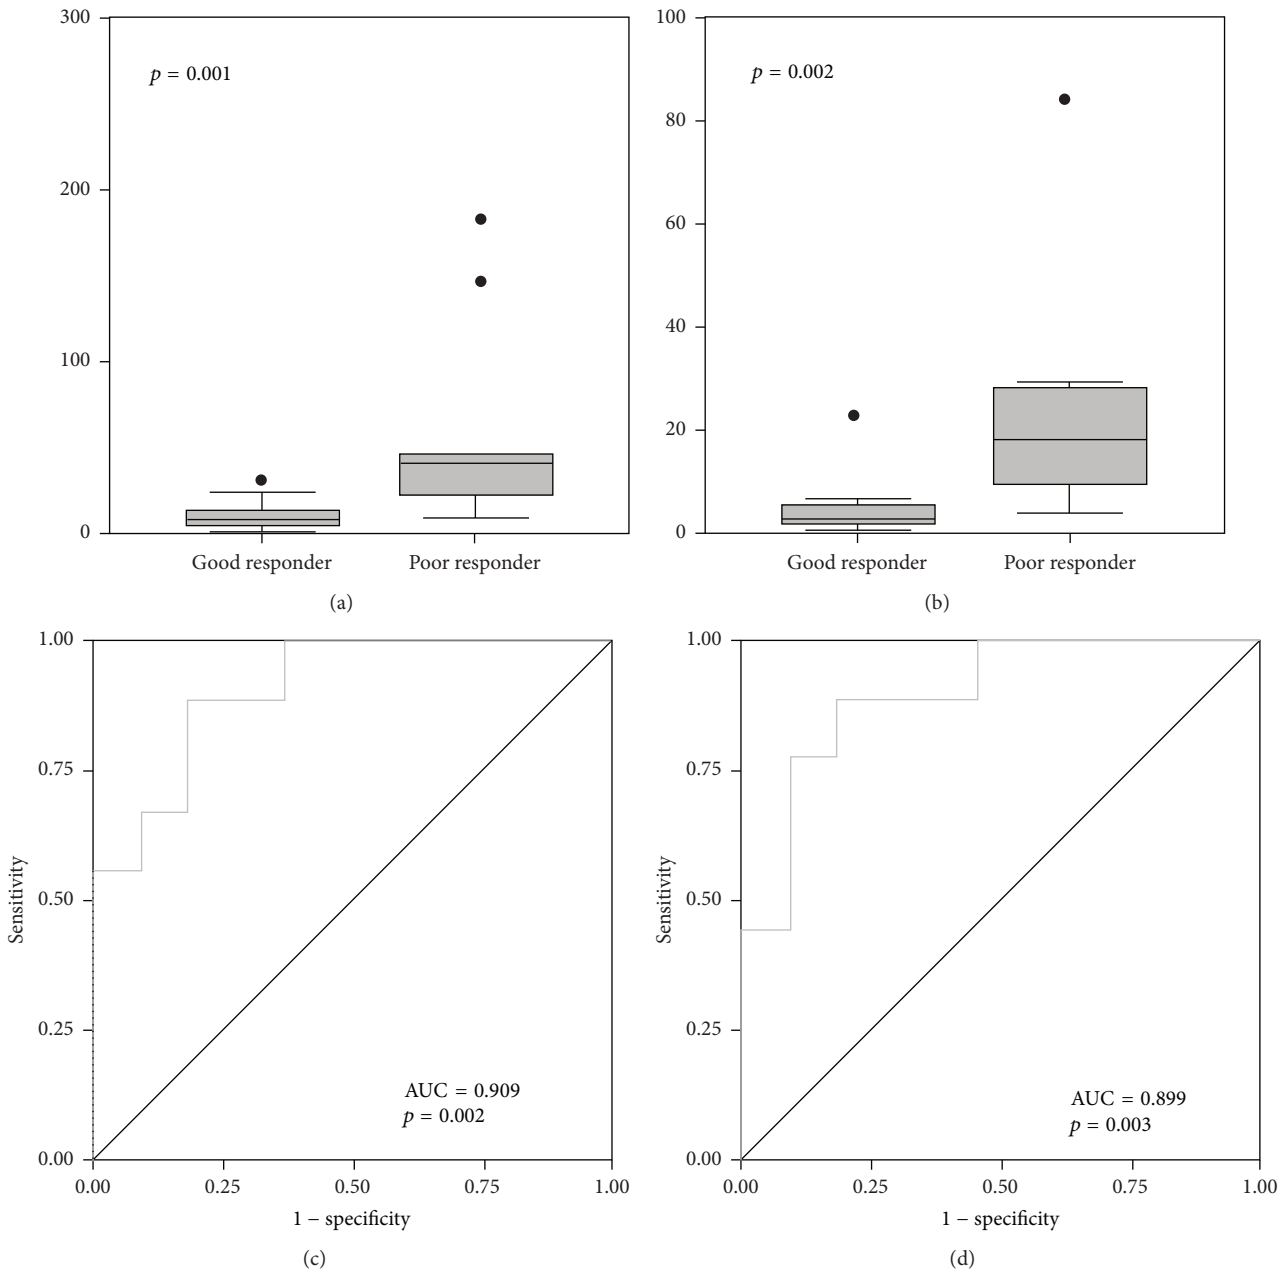 300
200
100
0
p = 0.001
Good responder
Poor responder
(a)
100
80
60
40
20
0
p = 0.002
Good responder
Poor responder
(b)
1.00
0.75
0.50
0.25
0.00
Sensitivity
AUC = 0.909
p = 0.002
0.00
0.25
0.50
0.75
1.00
1 − specificity
(c)
1.00
0.75
0.50
0.25
0.00
Sensitivity
AUC = 0.899
p = 0.003
0.00
0.25
0.50
0.75
1.00
1 − specificity
(d)